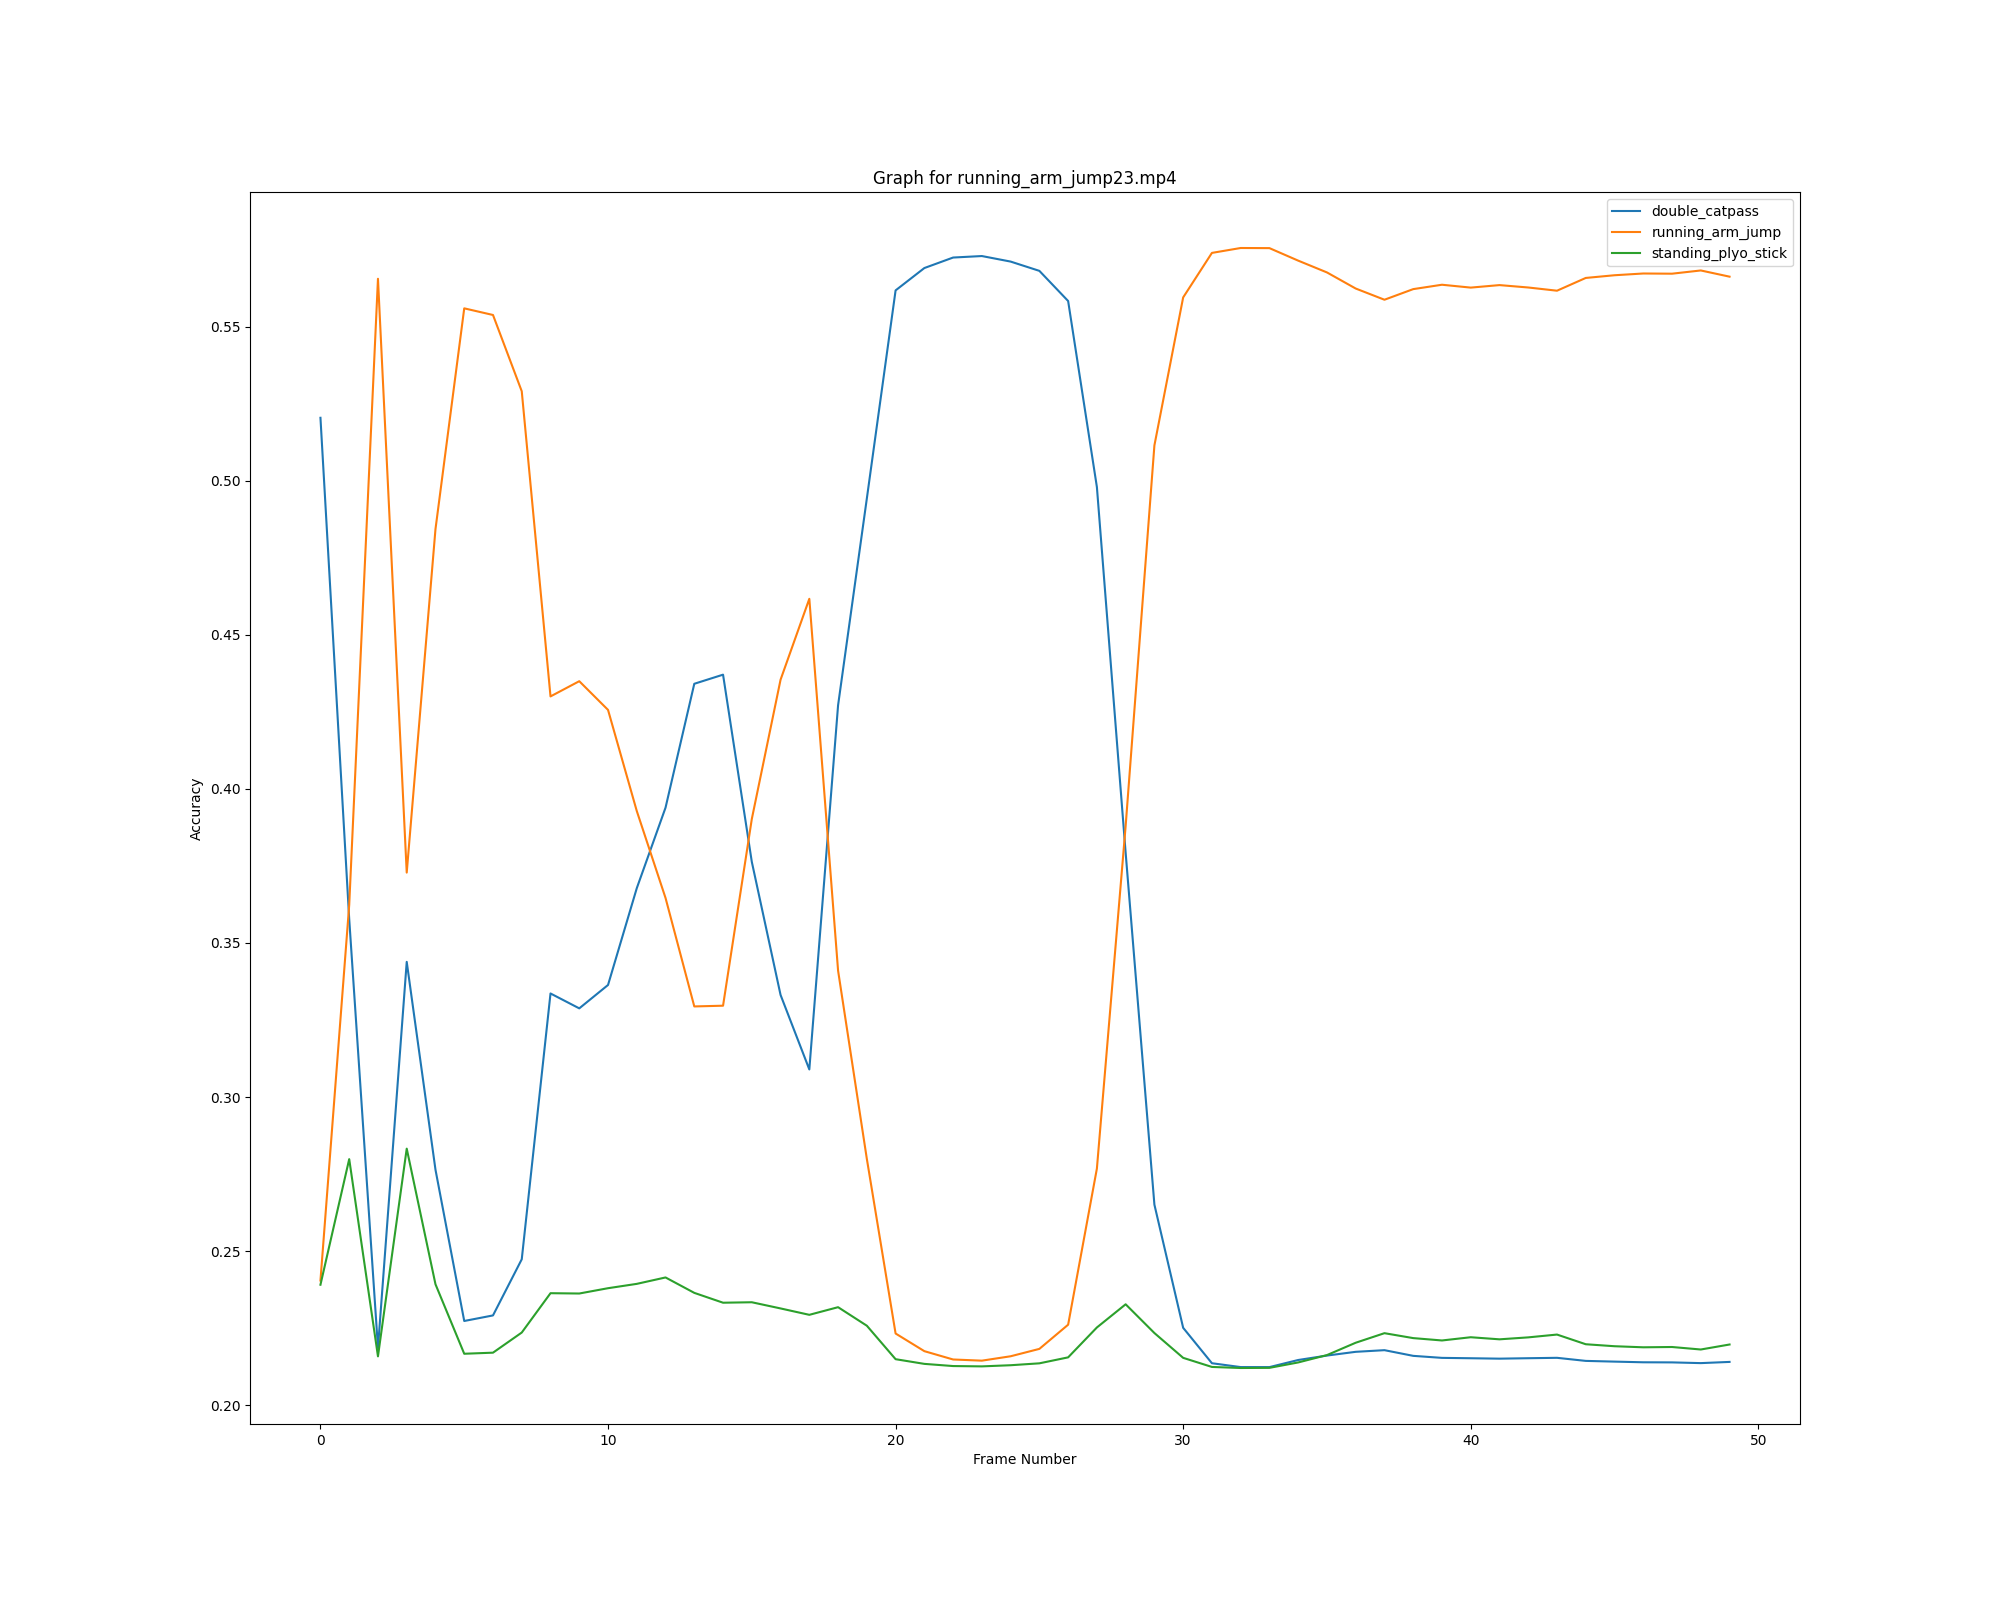 Graph for running_arm_jump23.mp4
double_catpass
running_arm_jump
standing_plyo_stick
0.55
0.50
0.45
0.40
0.35
0.30
0.25
0.20
Accuracy
0 10 20 30 40 50
Frame Number